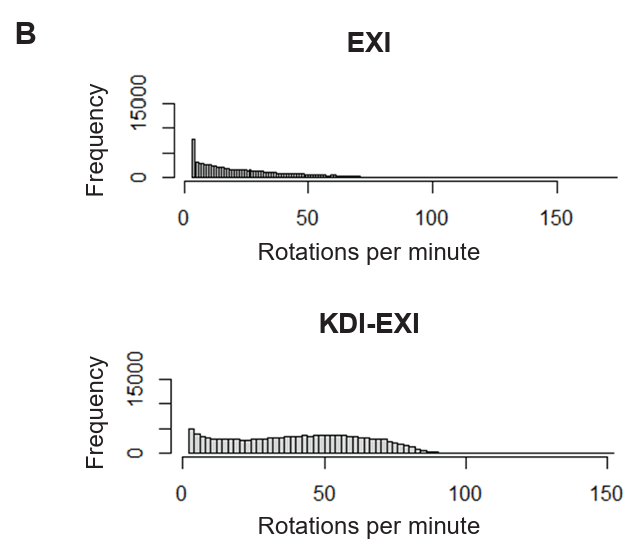 B
EXI
Frequency
15000
0
0 50 100 150
Rotations per minute
KDI-EXI
Frequency
15000
0
0 50 100 150
Rotations per minute